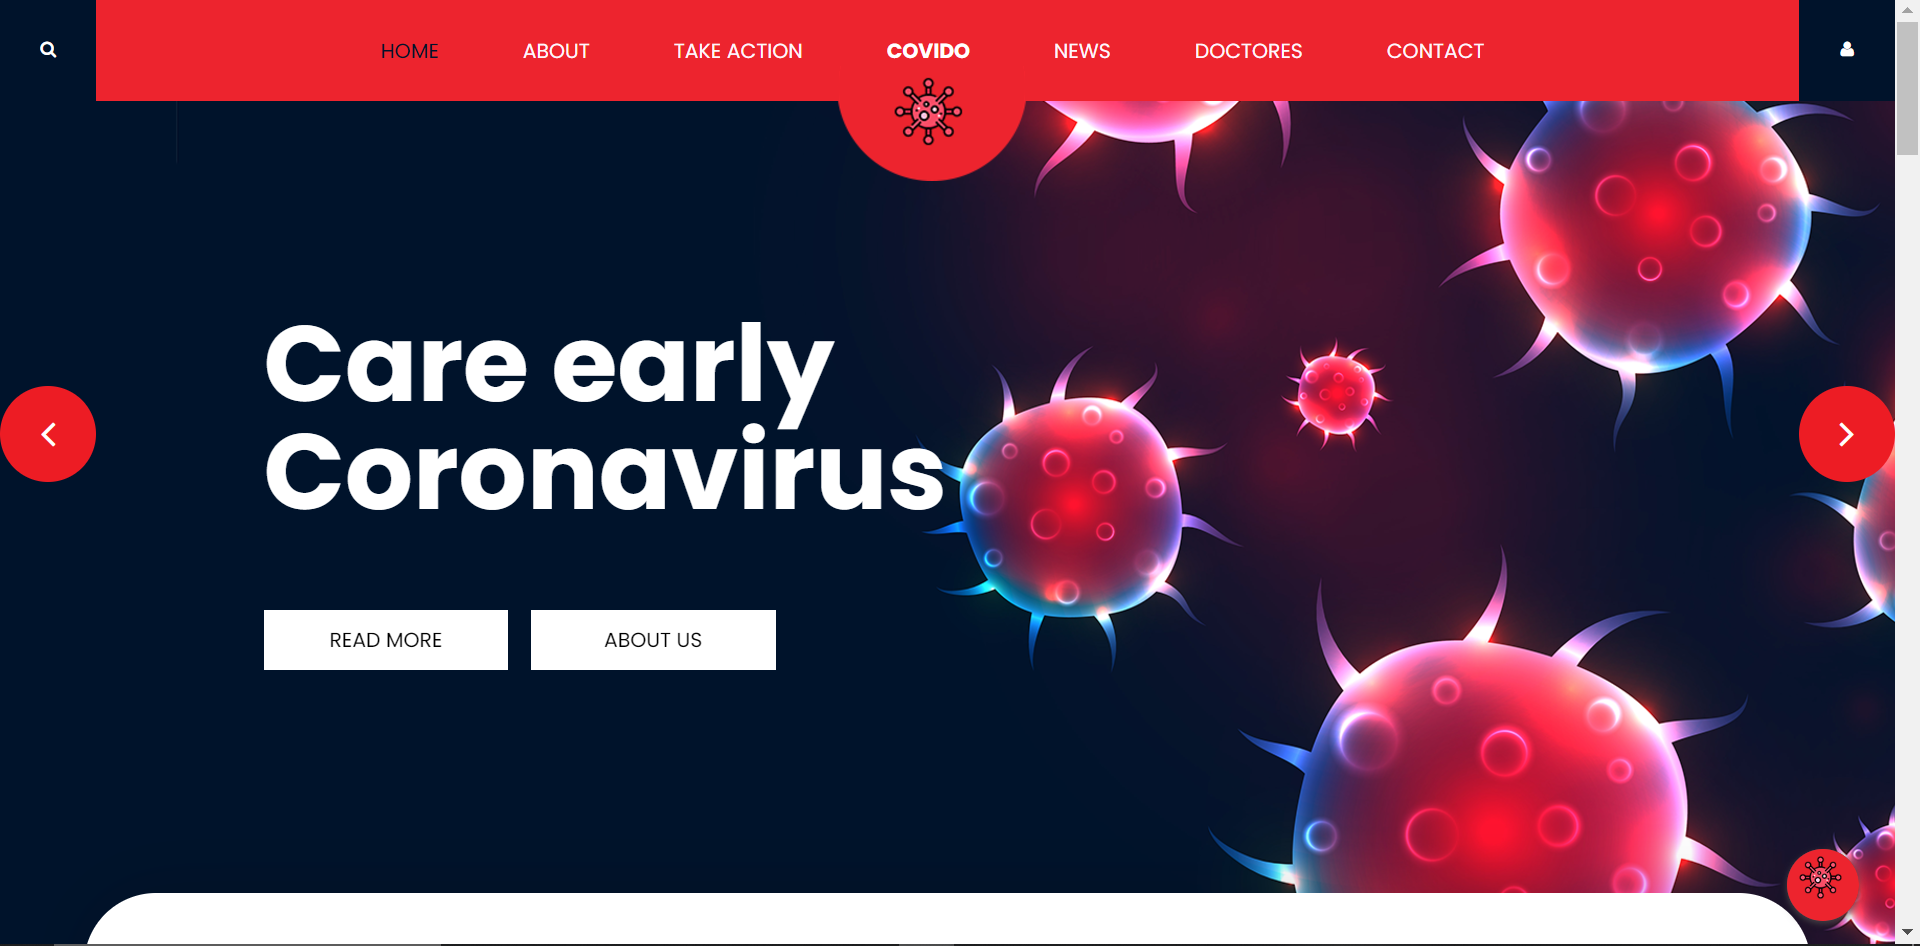 HOME ABOUT TAKE ACTION COVIDO NEWS DOCTORES CONTACT
Care early
Coronavirus
READ MORE ABOUT US